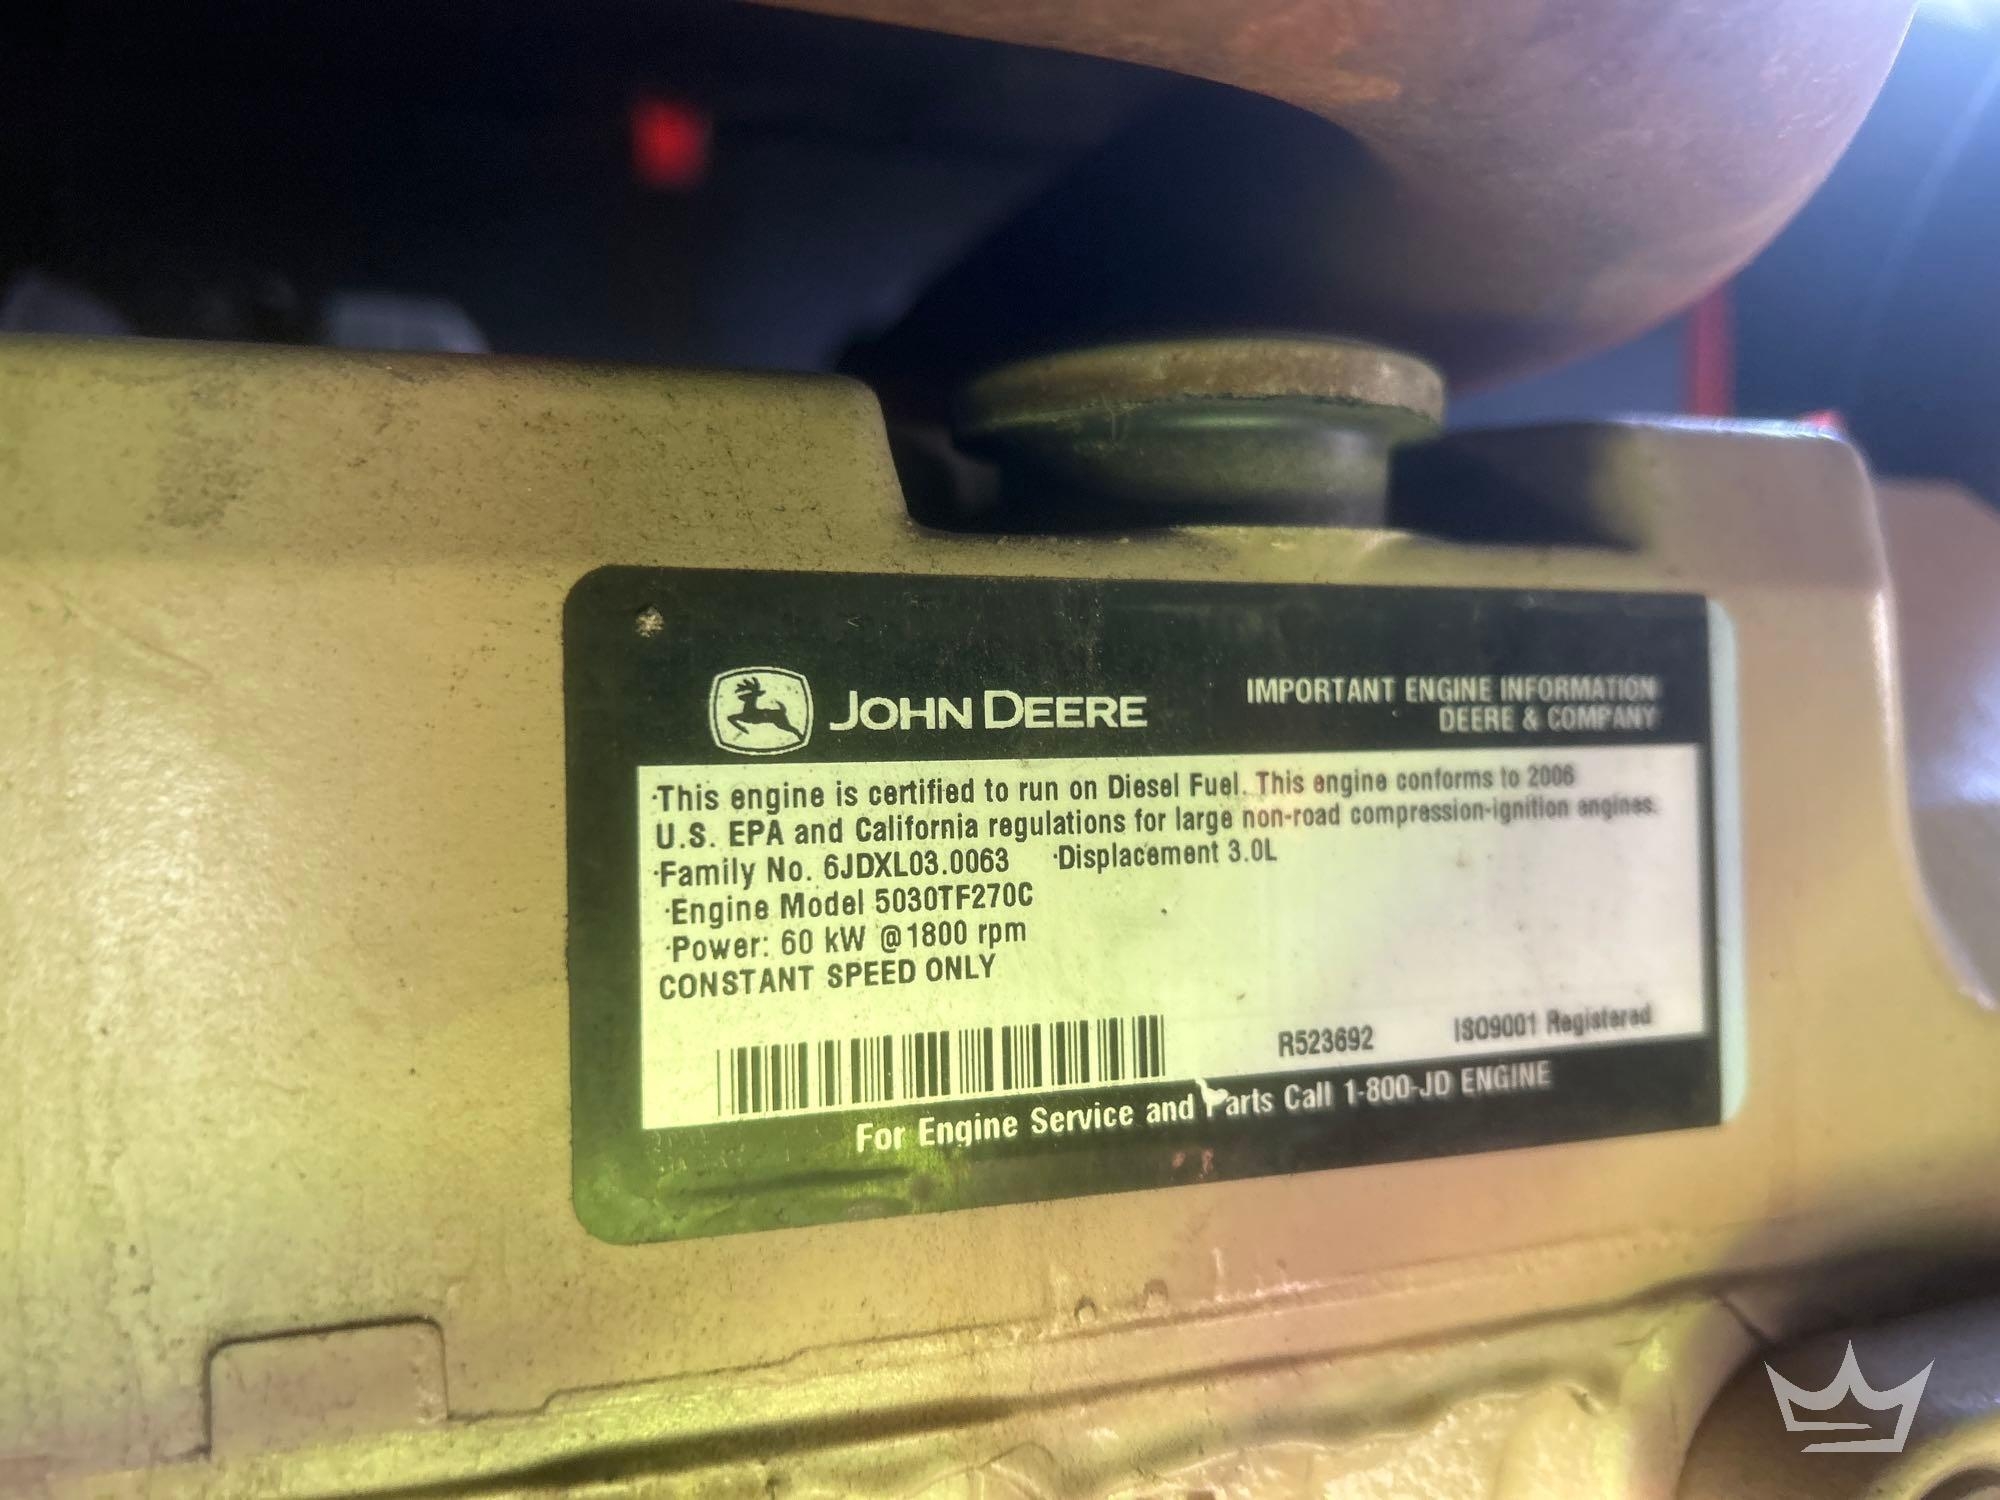 JOHN DEERE
IMPORTANT ENGINE INFORMATION
DEERE & COMPANY
·This engine is certified to run on Diesel Fuel. This engine conforms to 2006
U.S. EPA and California regulations for large non-road compression-ignition engines.
·Family No. 6JDXL03.0063 ·Displacement 3.0L
·Engine Model 5030TF270C
·Power: 60 kW @1800 rpm
CONSTANT SPEED ONLY
R523692 ISO9001 Registered
For Engine Service and Parts Call 1-800-JD ENGINE